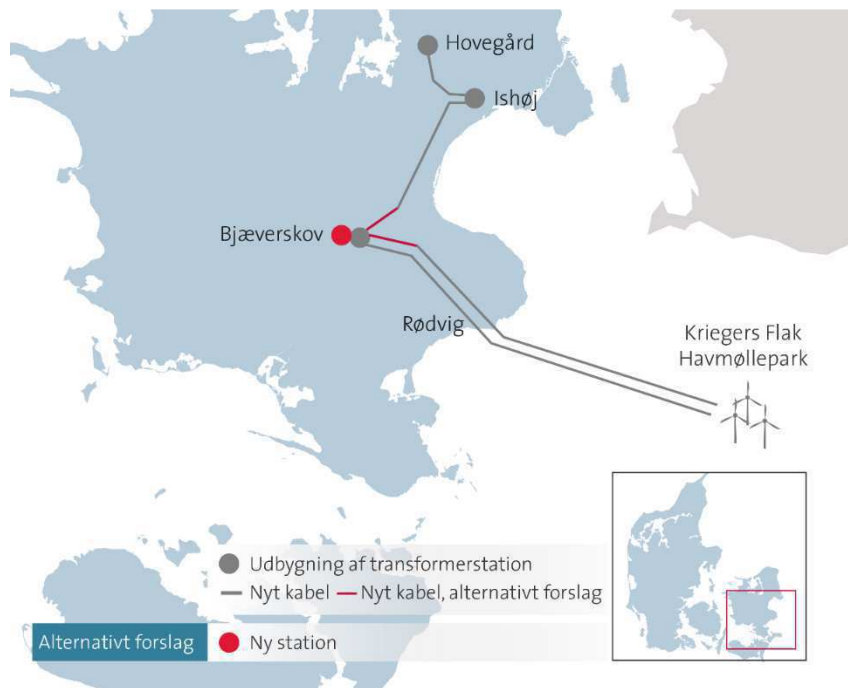 Hovegård
Ishøj
Bjæverskov
Rødvig
Kriegers Flak
Havmøllepark
Udbygning af transformerstation
Nyt kabel
Nyt kabel, alternativt forslag
Alternativt forslag
Ny station